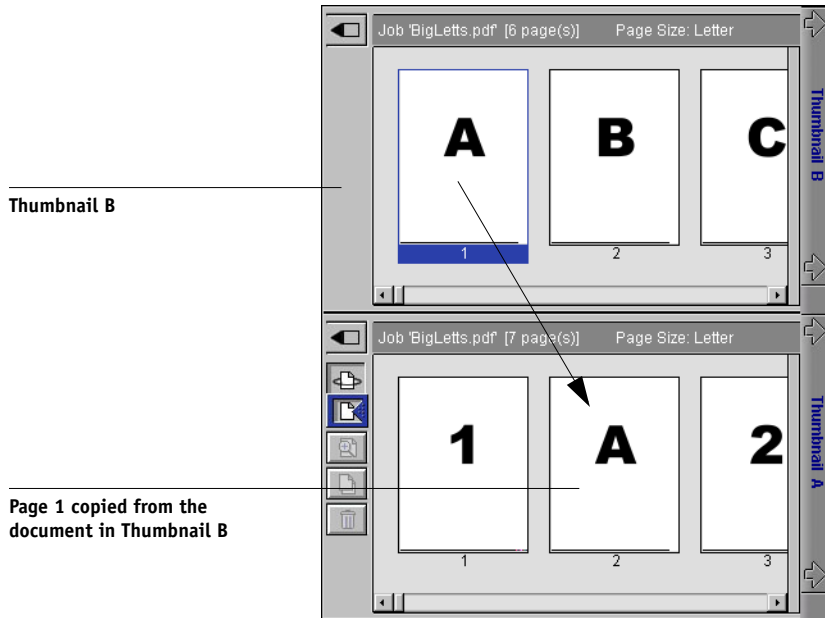 Job 'BigLetts.pdf' [6 page(s)] Page Size: Letter
A B C
1 2 3
Thumbnail B
Thumbnail B
Job 'BigLetts.pdf' [7 page(s)] Page Size: Letter
1 A 2
1 2 3
Thumbnail A
Page 1 copied from the
document in Thumbnail B